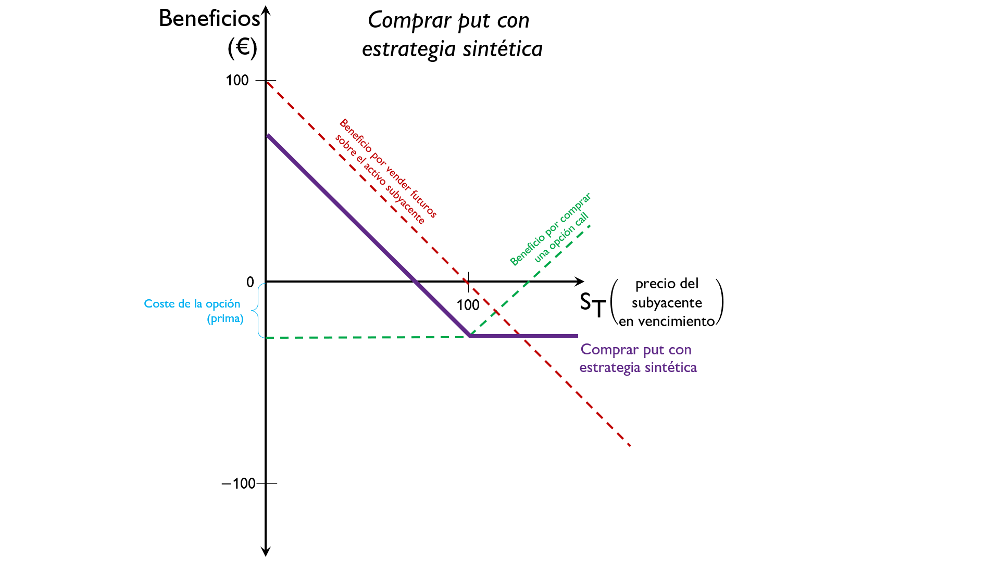 Beneficios
(€)
Comprar put con
estrategia sintética
100
Beneficio por vender futuros
sobre el activo subyacente
Beneficio por comprar
una opción call
0
Coste de la opción
(prima)
100
S_T (precio del
subyacente
en vencimiento)
Comprar put con
estrategia sintética
−100